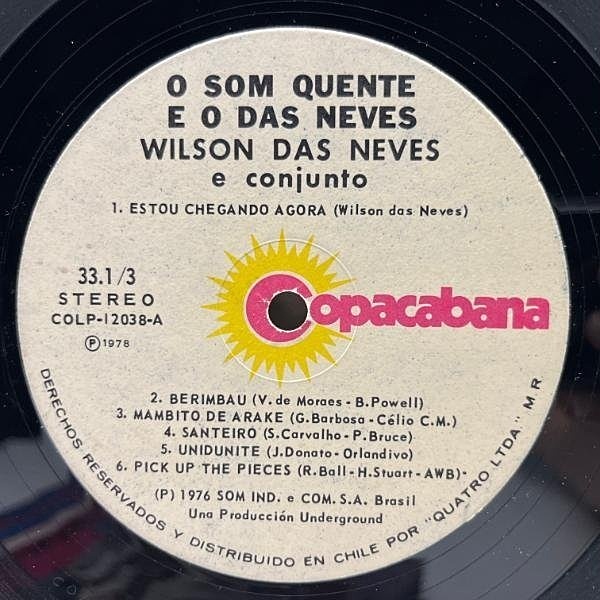 O SOM QUENTE
E O DAS NEVES
WILSON DAS NEVES
e conjunto
1. ESTOU CHEGANDO AGORA (Wilson das Neves)
33.1/3
STEREO
COLP-12038-A
Ⓟ 1978
Copacabana
2. BERIMBAU (V. de Moraes - B. Powell)
3. MAMBITO DE ARAKE (G. Barbosa - Célio C.M.)
4. SANTEIRO (S. Carvalho - P. Bruce)
5. UNIDUNITE (J. Donato - Orlandivo)
6. PICK UP THE PIECES (R. Ball - H. Stuart - AWB)-
(P) 1976 SOM IND. e COM. S.A. Brasil
Una Producción Underground
DERECHOS RESERVADOS Y DISTRIBUIDO EN CHILE POR "QUATRO LTDA" M R